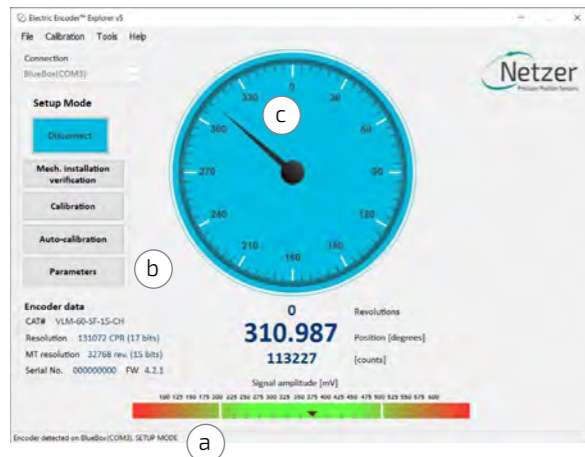 Electric Encoder™ Explorer v5
File Calibration Tools Help
Connection
BlueBox(COM3)
Setup Mode
Disconnect
Mech. installation
verification
Calibration
Auto-calibration
Parameters
Encoder data
CAT# VLM-60-SF-15-CH
Resolution 131072 CPR (17 bits)
MT resolution 32768 rev. (15 bits)
Serial No. 000000000 FW 4.2.1
0
30
60
90
120
150
180
210
240
270
300
330
c
b
Netzer
Precision Position Sensors
0 Revolutions
310.987 Position [degrees]
113227 [counts]
Signal amplitude [mV]
100 125 150 175 200 225 250 275 300 325 350 375 400 425 450 475 500 525 550 575 600
Encoder detected on BlueBox(COM3). SETUP MODE
a